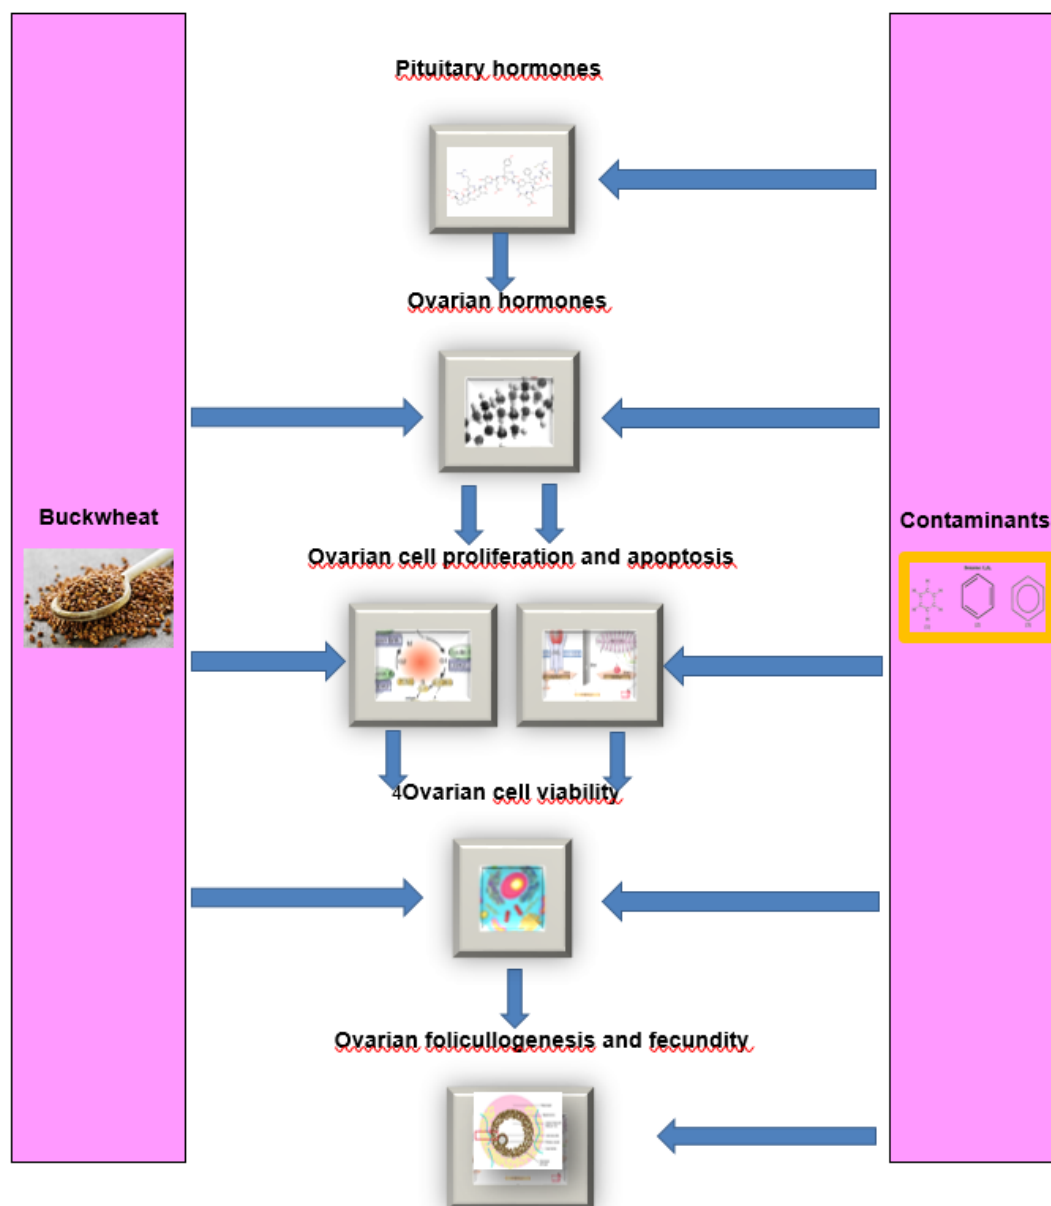 Pituitary hormones
Ovarian hormones
Buckwheat
Contaminants
Ovarian cell proliferation and apoptosis
4Ovarian cell viability
Ovarian folicullogenesis and fecundity